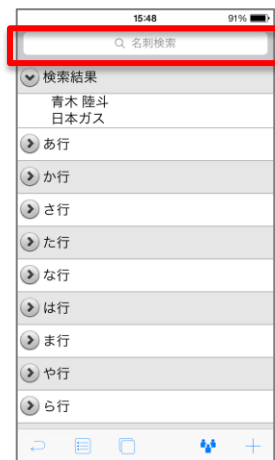 15:48 91%
名刺検索
検索結果
青木 陸斗
日本ガス
あ行
か行
さ行
た行
な行
は行
ま行
や行
ら行